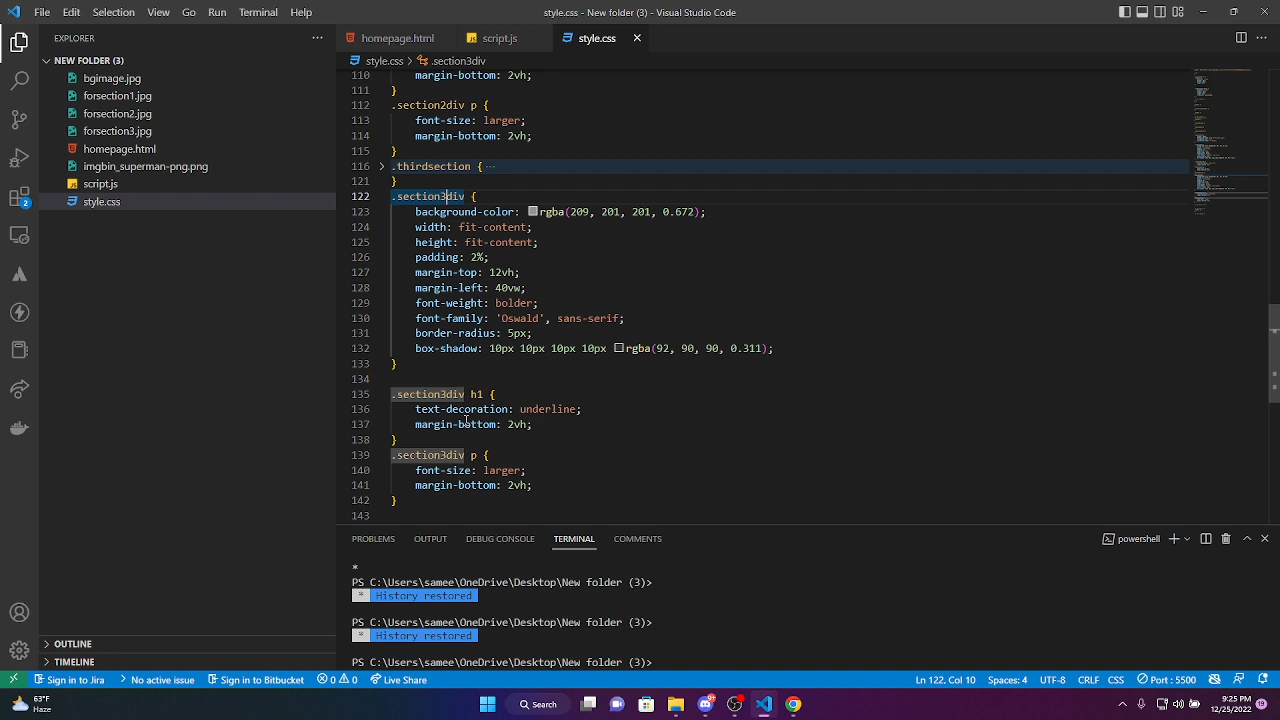 File Edit Selection View Go Run Terminal Help
style.css - New folder (3) - Visual Studio Code
EXPLORER
NEW FOLDER (3)
bgimage.jpg
forsection1.jpg
forsection2.jpg
forsection3.jpg
homepage.html
imgbin_superman-png.png
script.js
style.css
OUTLINE
TIMELINE
2
homepage.html
JS script.js
style.css
style.css > .section3div
110 margin-bottom: 2vh;
111 }
112 .section2div p {
113 font-size: larger;
114 margin-bottom: 2vh;
115 }
116 .thirdsection { ···
121 }
122 .section3div {
123 background-color: rgba(209, 201, 201, 0.672);
124 width: fit-content;
125 height: fit-content;
126 padding: 2%;
127 margin-top: 12vh;
128 margin-left: 40vw;
129 font-weight: bolder;
130 font-family: 'Oswald', sans-serif;
131 border-radius: 5px;
132 box-shadow: 10px 10px 10px 10px rgba(92, 90, 90, 0.311);
133 }
134
135 .section3div h1 {
136 text-decoration: underline;
137 margin-bottom: 2vh;
138 }
139 .section3div p {
140 font-size: larger;
141 margin-bottom: 2vh;
142 }
143
PROBLEMS OUTPUT DEBUG CONSOLE TERMINAL COMMENTS
powershell
*
PS C:\Users\samee\OneDrive\Desktop\New folder (3)>
* History restored
PS C:\Users\samee\OneDrive\Desktop\New folder (3)>
* History restored
PS C:\Users\samee\OneDrive\Desktop\New folder (3)>
Sign in to Jira No active issue Sign in to Bitbucket 0 0 Live Share
Ln 122, Col 10 Spaces: 4 UTF-8 CRLF CSS Port : 5500
63°F
Haze
Search
9:25 PM
12/25/2022